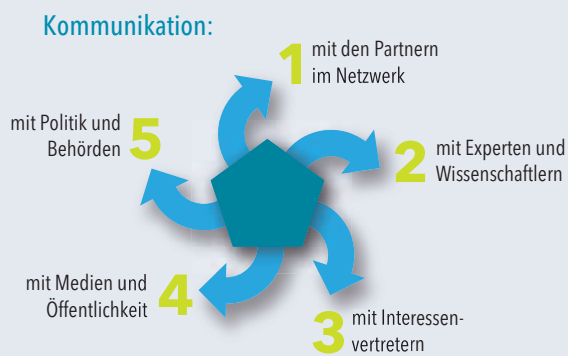 Kommunikation:
1 mit den Partnern
im Netzwerk
2 mit Experten und
Wissenschaftlern
3 mit Interessen-
vertretern
4 mit Medien und
Öffentlichkeit
5 mit Politik und
Behörden